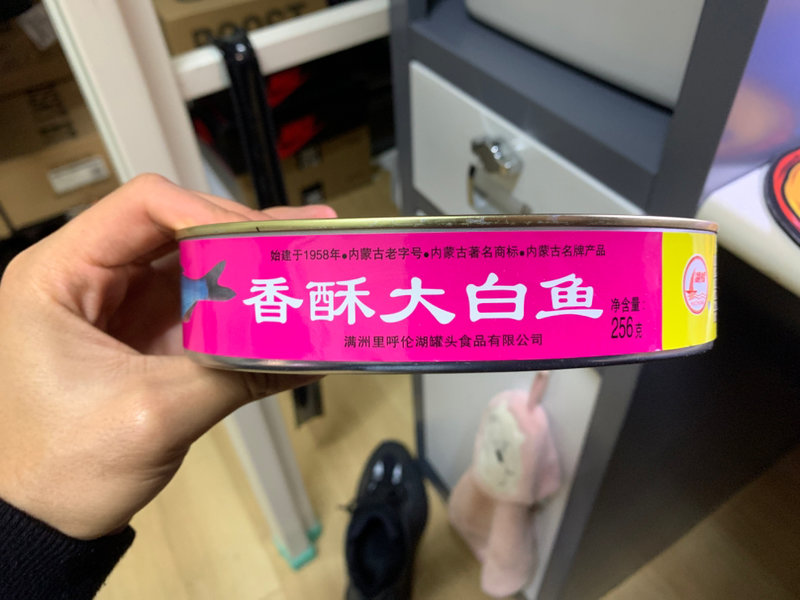 BOOST
始建于1958年●内蒙古老字号●内蒙古著名商标●内蒙古名牌产品
香酥大白鱼
净含量
256克
满洲里呼伦湖罐头食品有限公司